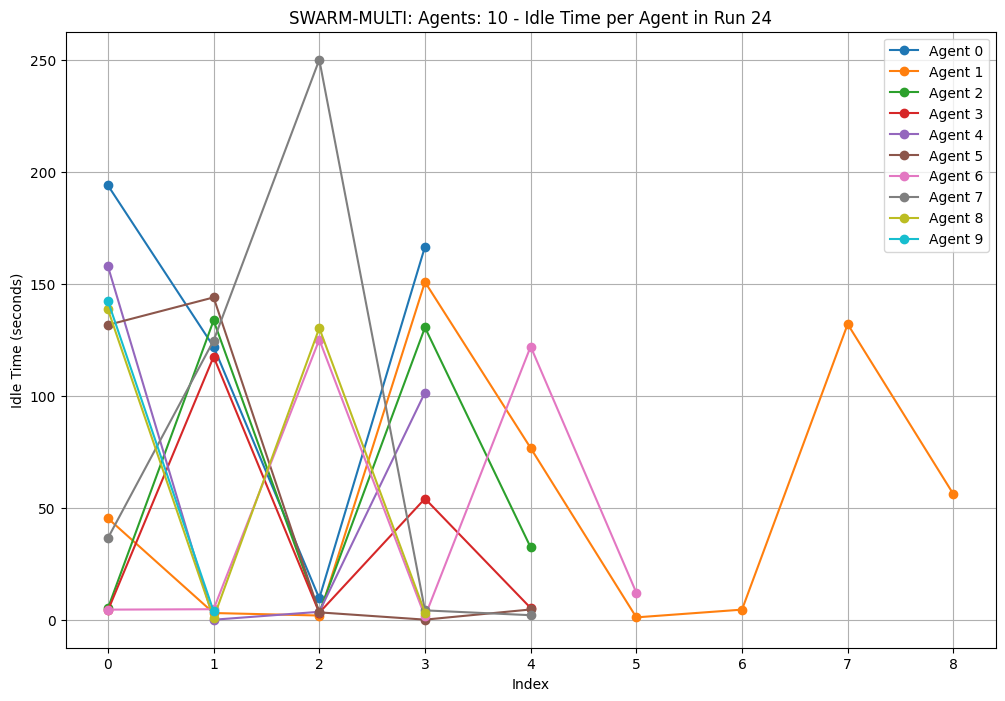 SWARM-MULTI: Agents: 10 - Idle Time per Agent in Run 24
Idle Time (seconds)
250
200
150
100
50
0
0 1 2 3 4 5 6 7 8
Index
Agent 0
Agent 1
Agent 2
Agent 3
Agent 4
Agent 5
Agent 6
Agent 7
Agent 8
Agent 9